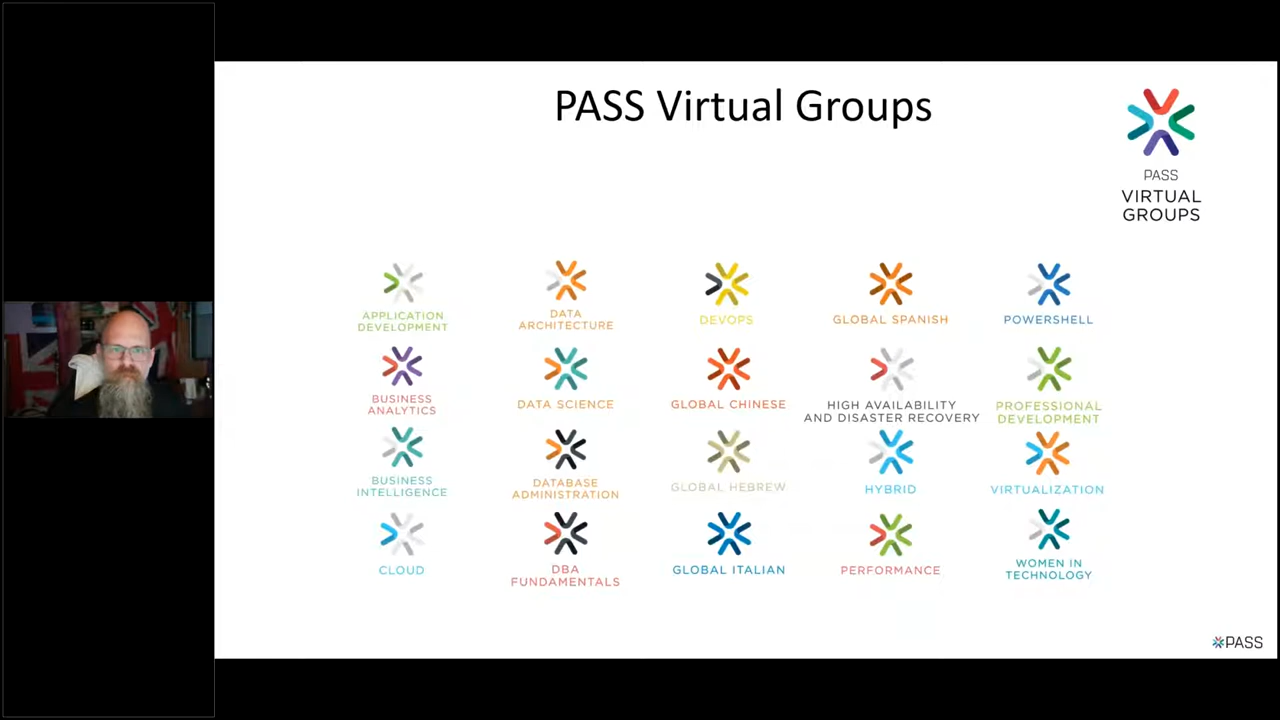 PASS Virtual Groups
PASS
VIRTUAL
GROUPS
APPLICATION
DEVELOPMENT
DATA
ARCHITECTURE
DEVOPS
GLOBAL SPANISH
POWERSHELL
BUSINESS
ANALYTICS
DATA SCIENCE
GLOBAL CHINESE
HIGH AVAILABILITY
AND DISASTER RECOVERY
PROFESSIONAL
DEVELOPMENT
BUSINESS
INTELLIGENCE
DATABASE
ADMINISTRATION
GLOBAL HEBREW
HYBRID
VIRTUALIZATION
CLOUD
DBA
FUNDAMENTALS
GLOBAL ITALIAN
PERFORMANCE
WOMEN IN
TECHNOLOGY
PASS